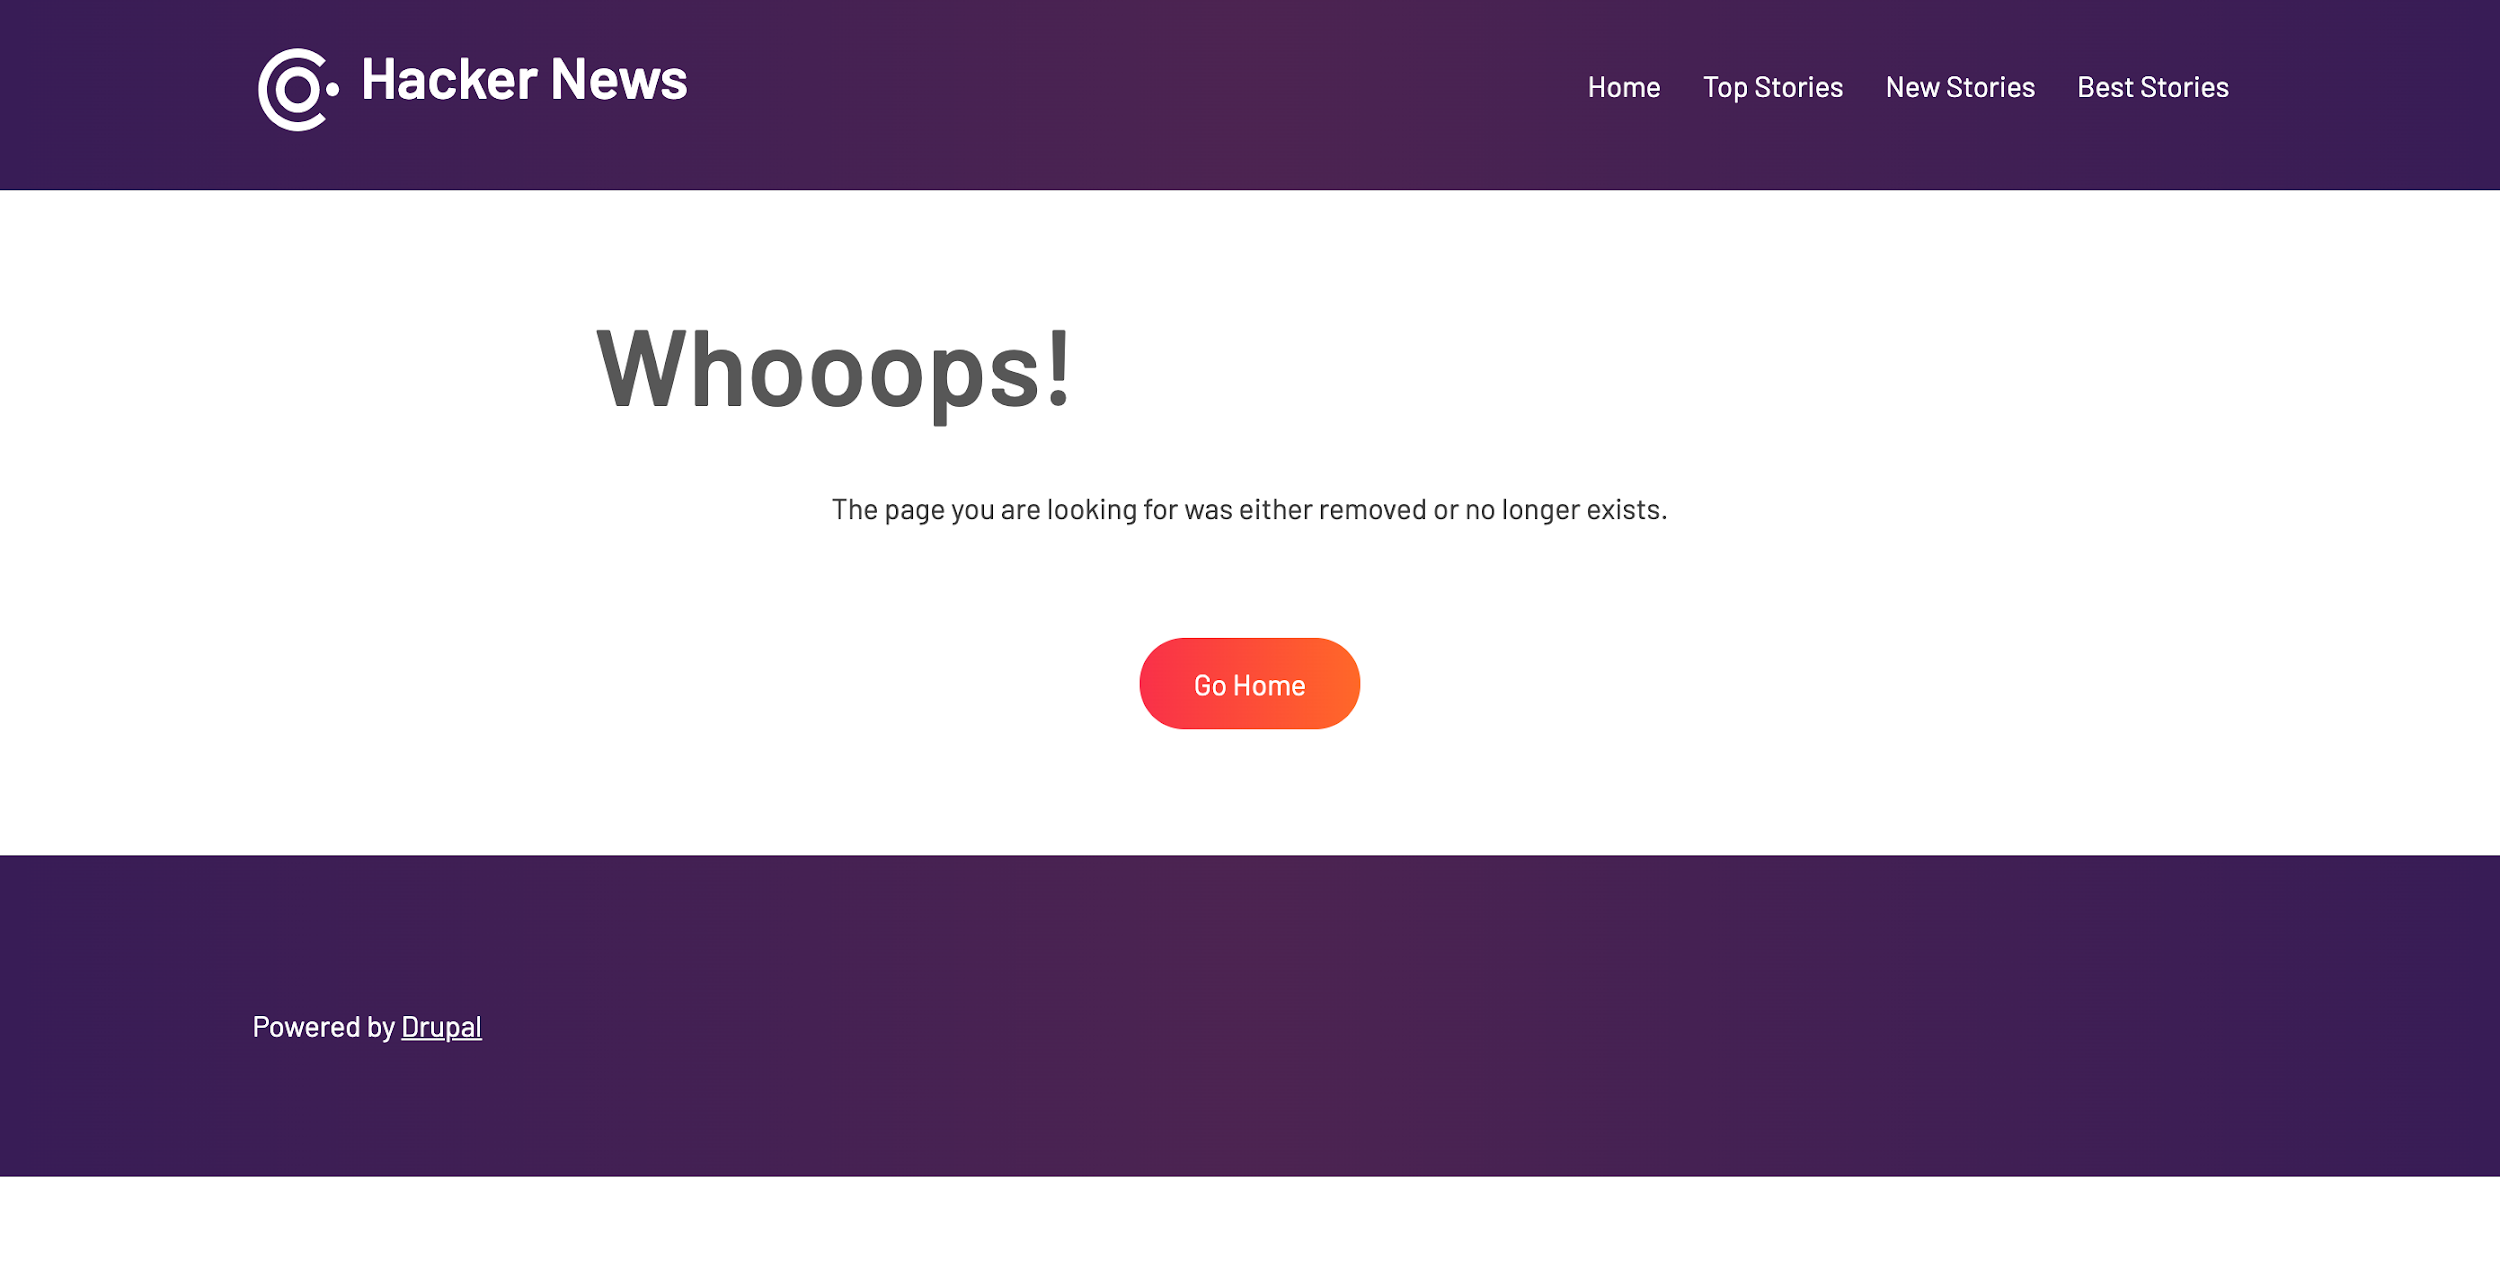 Hacker News
Home Top Stories New Stories Best Stories
Whooops!
The page you are looking for was either removed or no longer exists.
Go Home
Powered by Drupal